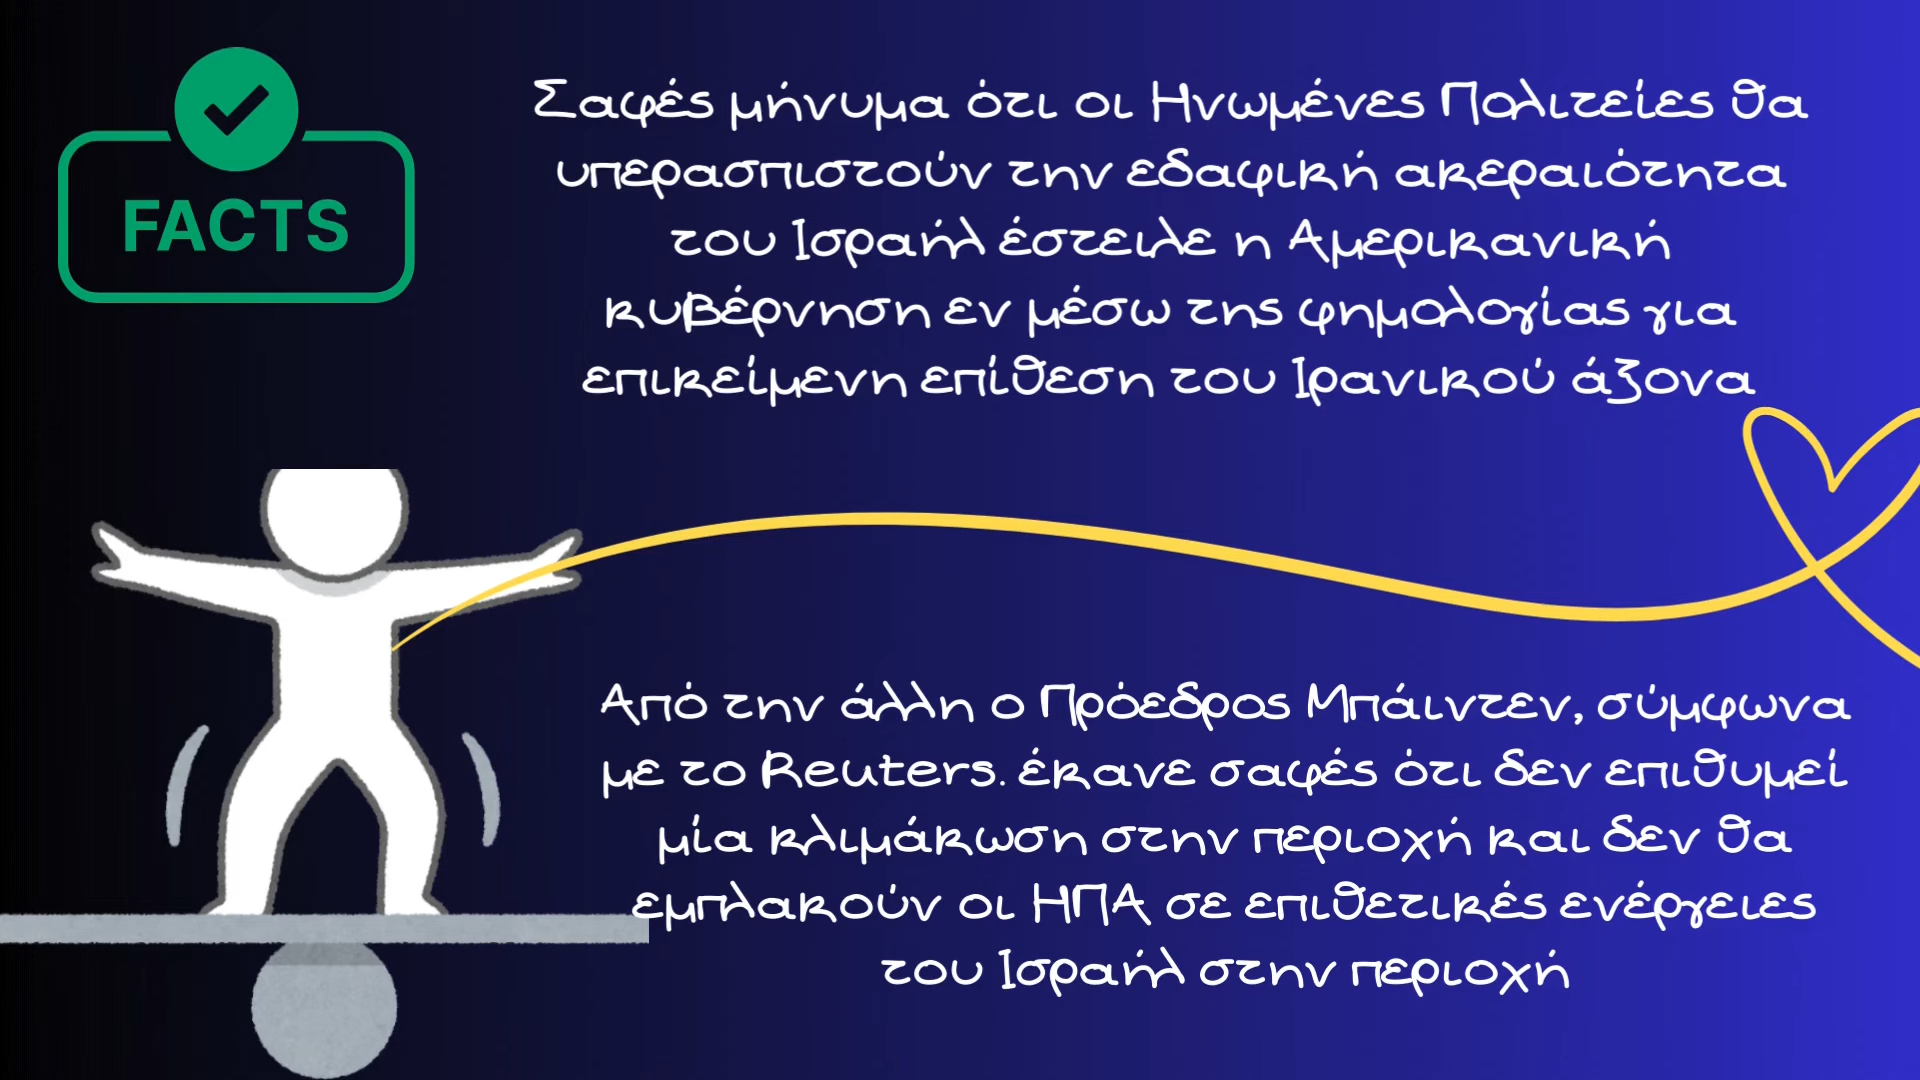 FACTS
Σαφές μήνυμα ότι οι Ηνωμένες Πολιτείες θα
υπερασπιστούν την εδαφική ακεραιότητα
του Ισραήλ έστειλε η Αμερικανική
κυβέρνηση εν μέσω της φημολογίας για
επικείμενη επίθεση του Ιρανικού άξονα
Από την άλλη ο Πρόεδρος Μπάιντεν, σύμφωνα
με το Reuters. έκανε σαφές ότι δεν επιθυμεί
μία κλιμάκωση στην περιοχή και δεν θα
εμπλακούν οι ΗΠΑ σε επιθετικές ενέργειες
του Ισραήλ στην περιοχή